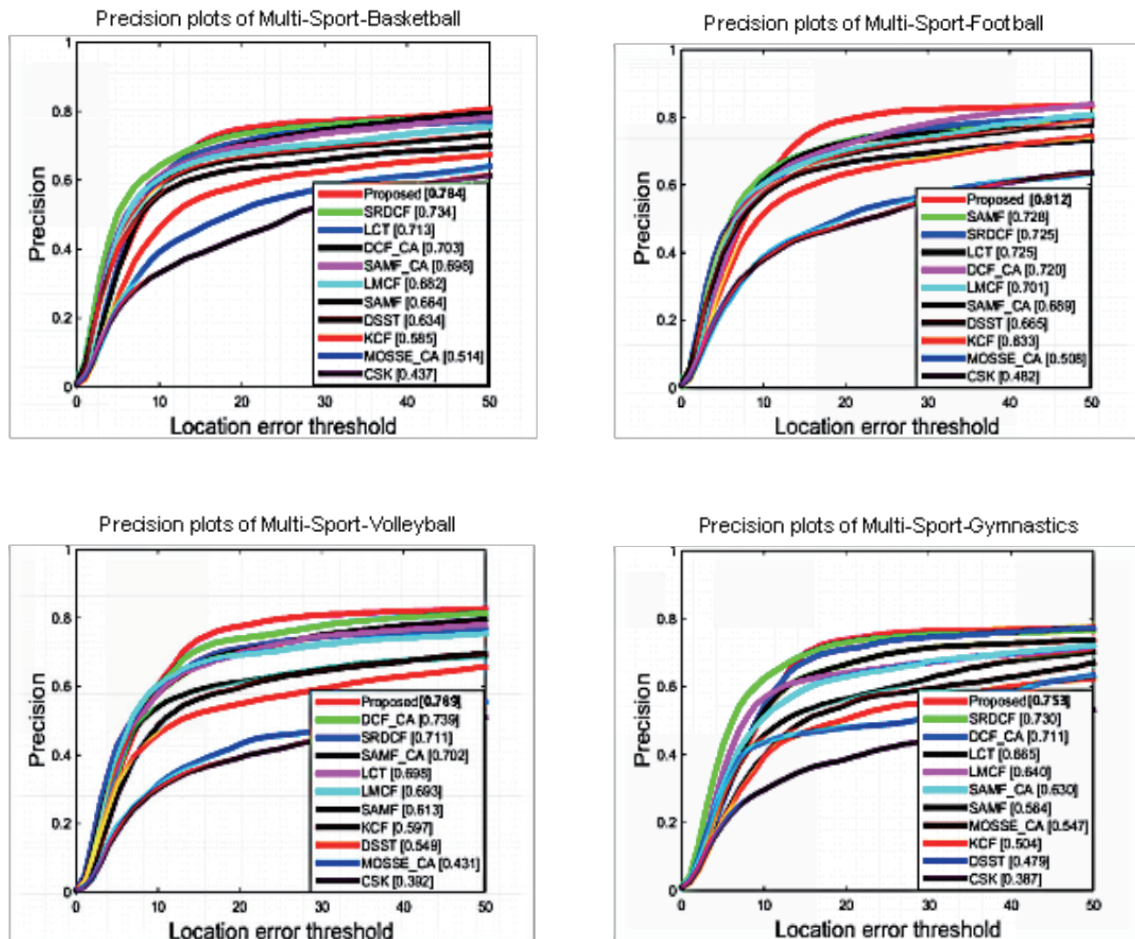 Precision plots of Multi-Sport-Basketball
1
0.8
0.6
0.4
0.2
0
Precision
Proposed [0.764]
SRDCF [0.734]
LCT [0.713]
DCF_CA [0.703]
SAMF_CA [0.698]
LMCF [0.682]
SAMF [0.664]
DSST [0.634]
KCF [0.585]
MOSSE_CA [0.514]
CSK [0.437]
0 10 20 30 40 50
Location error threshold
Precision plots of Multi-Sport-Football
1
0.8
0.6
0.4
0.2
0
Precision
Proposed [0.812]
SAMF [0.728]
SRDCF [0.725]
LCT [0.725]
DCF_CA [0.720]
LMCF [0.701]
SAMF_CA [0.689]
DSST [0.665]
KCF [0.633]
MOSSE_CA [0.508]
CSK [0.482]
0 10 20 30 40 50
Location error threshold
Precision plots of Multi-Sport-Volleyball
1
0.8
0.6
0.4
0.2
0
Precision
Proposed [0.769]
DCF_CA [0.739]
SRDCF [0.711]
SAMF_CA [0.702]
LCT [0.698]
LMCF [0.693]
SAMF [0.613]
KCF [0.597]
DSST [0.549]
MOSSE_CA [0.431]
CSK [0.392]
0 10 20 30 40 50
Location error threshold
Precision plots of Multi-Sport-Gymnastics
1
0.8
0.6
0.4
0.2
0
Precision
Proposed [0.753]
SRDCF [0.730]
DCF_CA [0.711]
LCT [0.665]
LMCF [0.640]
SAMF_CA [0.630]
SAMF [0.564]
MOSSE_CA [0.547]
KCF [0.504]
DSST [0.479]
CSK [0.387]
0 10 20 30 40 50
Location error threshold